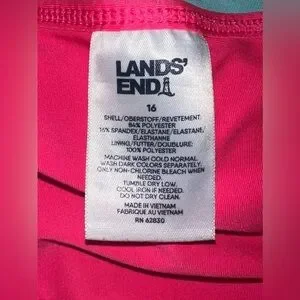 LANDS'
END
16
SHELL/OBERSTOFF/REVETEMENT
84% POLYESTER
16% SPANDEX/ELASTANE/ELASTAN,
ELASTHANNE
LINING/FUTTER/DOUBLURE:
100% POLYESTER
MACHINE WASH COLD NORMAL
WASH DARK COLORS SEPARATELY.
ONLY NON-CHLORINE BLEACH WHEN
NEEDED.
TUMBLE DRY LOW.
COOL IRON IF NEEDED.
DO NOT DRY CLEAN.
MADE IN VIETNAM
FABRIQUE AU VIETNAM
RN 62830